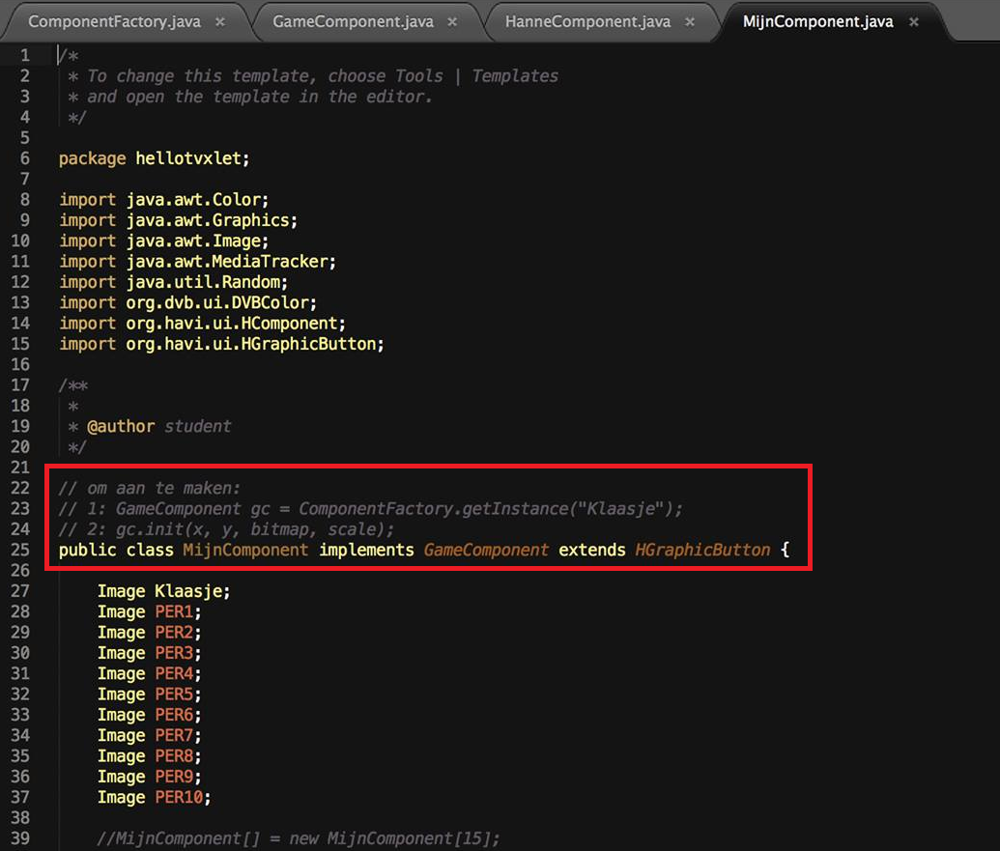 ComponentFactory.java × GameComponent.java × HanneComponent.java × MijnComponent.java ×
1 /*
2  * To change this template, choose Tools | Templates
3  * and open the template in the editor.
4  */
5
6 package hellotvxlet;
7
8 import java.awt.Color;
9 import java.awt.Graphics;
10 import java.awt.Image;
11 import java.awt.MediaTracker;
12 import java.util.Random;
13 import org.dvb.ui.DVBColor;
14 import org.havi.ui.HComponent;
15 import org.havi.ui.HGraphicButton;
16
17 /**
18  *
19  * @author student
20  */
21
22 // om aan te maken:
23 // 1: GameComponent gc = ComponentFactory.getInstance("Klaasje");
24 // 2: gc.init(x, y, bitmap, scale);
25 public class MijnComponent implements GameComponent extends HGraphicButton {
26
27     Image Klaasje;
28     Image PER1;
29     Image PER2;
30     Image PER3;
31     Image PER4;
32     Image PER5;
33     Image PER6;
34     Image PER7;
35     Image PER8;
36     Image PER9;
37     Image PER10;
38
39     //MijnComponent[] = new MijnComponent[15];